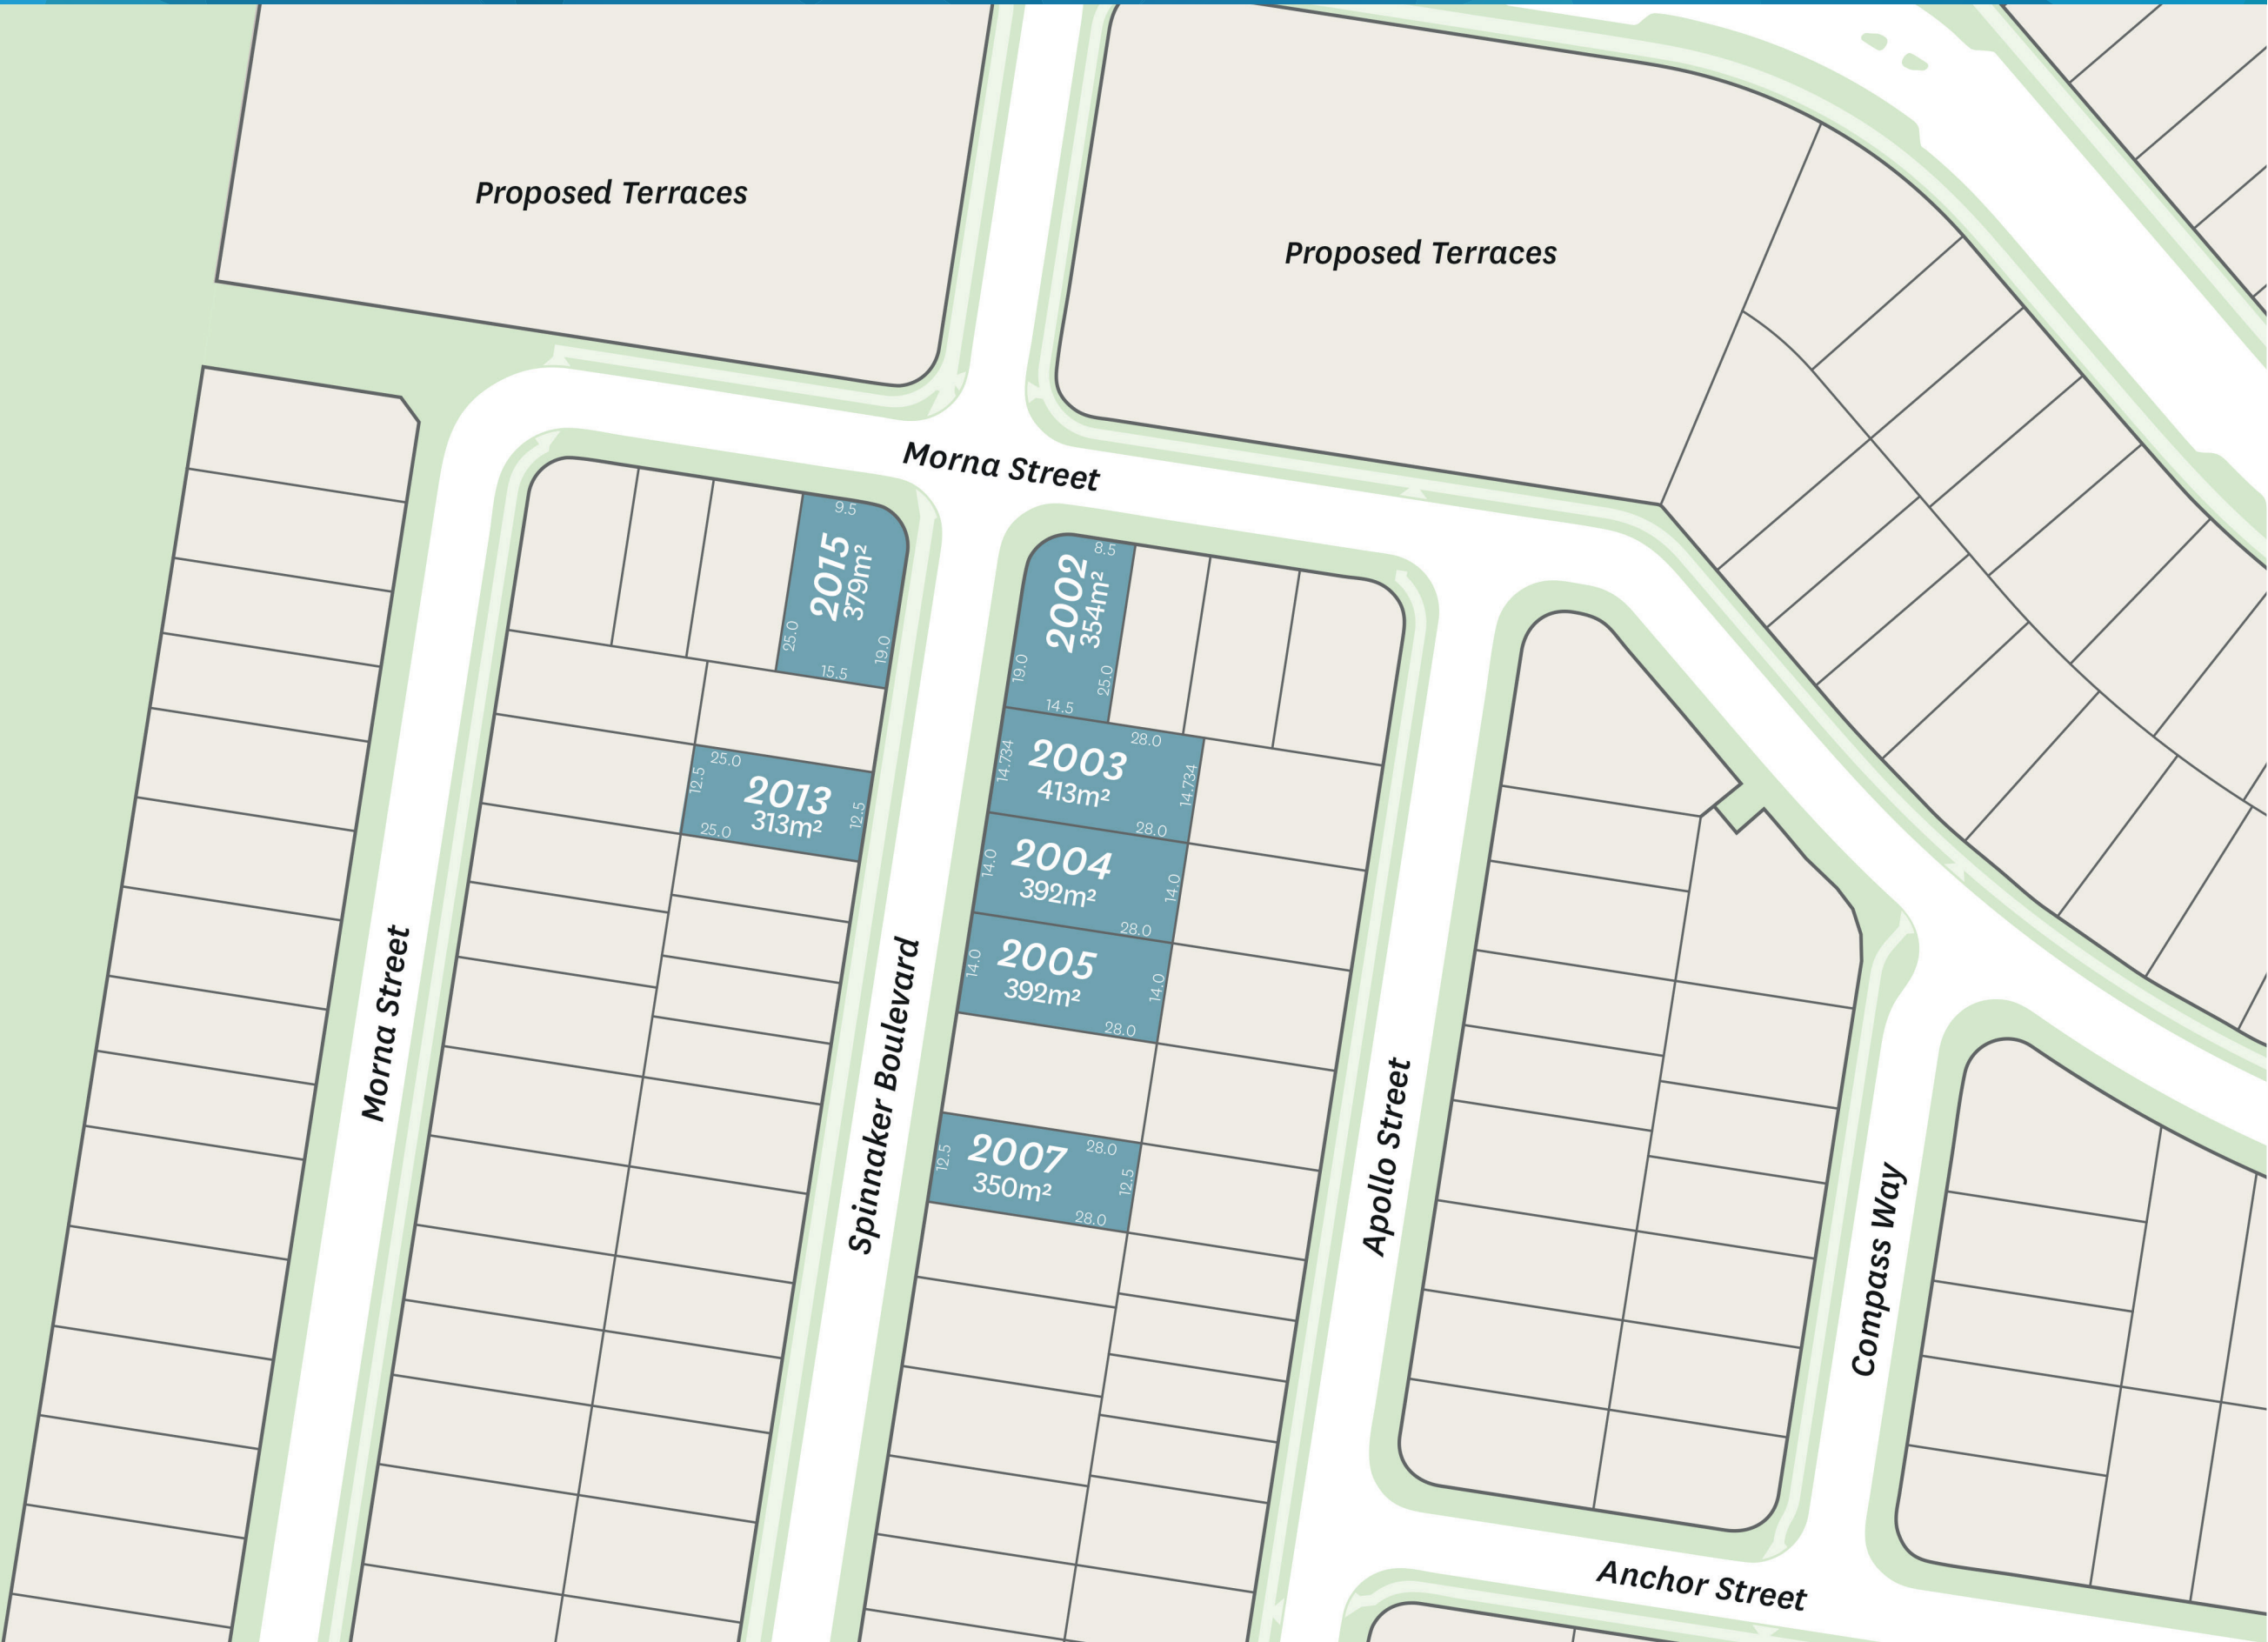 Proposed Terraces
Proposed Terraces
Morna Street
9.5
2015
379m²
25.0
19.0
15.5
8.5
2002
354m²
19.0
25.0
14.5
28.0
14.734
2003
413m²
14.734
28.0
25.0
12.5
2013
313m²
12.5
25.0
14.0
2004
392m²
14.0
28.0
14.0
2005
392m²
14.0
28.0
12.5
2007
350m²
28.0
12.5
28.0
Morna Street
Spinnaker Boulevard
Apollo Street
Compass Way
Anchor Street